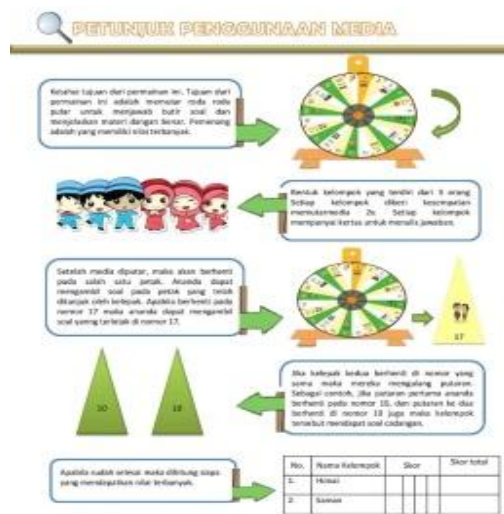 PETUNJUK PENGGUNAAN MEDIA
Ketahui tujuan dari permainan ini. Tujuan dari
permainan ini adalah memutar roda roda
putar untuk menjawab butir soal dan
menjelaskan materi dengan benar. Pemenang
adalah yang memiliki nilai terbanyak.
Bentuk kelompok yang terdiri dari 5 orang
Setiap kelompok diberi kesempatan
memutarmedia 2x. Setiap kelompok
mempunyai kertas untuk menulis jawaban.
Setelah media diputar, maka akan berhenti
pada salah satu petak. Ananda dapat
mengambil soal pada petak yang telah
ditunjuk oleh kelepak. Apabila berhenti pada
nomor 17 maka ananda dapat mengambil
soal yanng terletak di nomor 17.
17
Jika kelepak kedua berhenti di nomor yang
sama maka mereka mengulang putaran.
Sebagai contoh, jika putaran pertama ananda
berhenti pada nomor 10, dan putaran ke dua
berhenti di nomor 10 juga maka kelompok
tersebut mendapat soal cadangan.
10
10
Apabila sudah selesai maka dihitung siapa
yang mendapatkan nilai terbanyak.
No. Nama Kelompok Skor Skor total
1. Himal
2. Saman